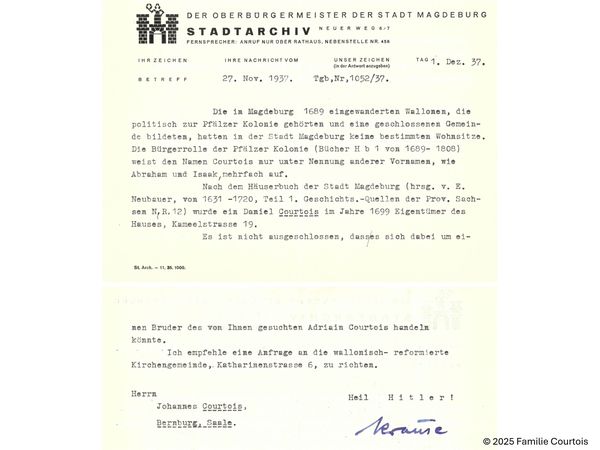 DER OBERBÜRGERMEISTER DER STADT MAGDEBURG
STADTARCHIV NEUER WEG 6/7
FERNSPRECHER: ANRUF NUR ÜBER RATHAUS, NEBENSTELLE NR. 458
IHR ZEICHEN IHRE NACHRICHT VOM UNSER ZEICHEN TAG 1. Dez. 37.
(in der Antwort anzugeben)
BETREFF 27. Nov. 1937. Tgb,Nr,1052/37.
Die im Magdeburg 1689 eingewanderten Wallonen, die
politisch zur Pfälzer Kolonie gehörten und eine geschlossenen Gemein-
de bildeten, hatten in der Stadt Magdeburg keine bestimmten Wohnsitze.
Die Bürgerrolle der Pfälzer Kolonie (Bücher H b 1 von 1689- 1808)
weist den Namen Courtois nur unter Nennung anderer Vornamen, wie
Abraham und Isaak, mehrfach auf.
Nach dem Häuserbuch der Stadt Magdeburg (hrsg. v. E.
Neubauer, von 1631 -1720, Teil 1. Geschichts.-Quellen der Prov. Sach-
sen N,R.12) wurde ein Daniel Courtois im Jahre 1699 Eigentümer des
Hauses, Kameelstrasse 19.
Es ist nicht ausgeschlossen, dass es sich dabei um ei-
St. Arch. — 11. 35. 1000.
nen Bruder des von Ihnen gesuchten Adriain Courtois handeln
könnte.
Ich empfehle eine Anfrage an die wallonisch- reformierte
Kirchengemeinde, Katharinenstrasse 6, zu richten.
Herrn
Heil Hitler!
Johannes Courtois,
Bernburg, Saale.
Krause
© 2025 Familie Courtois